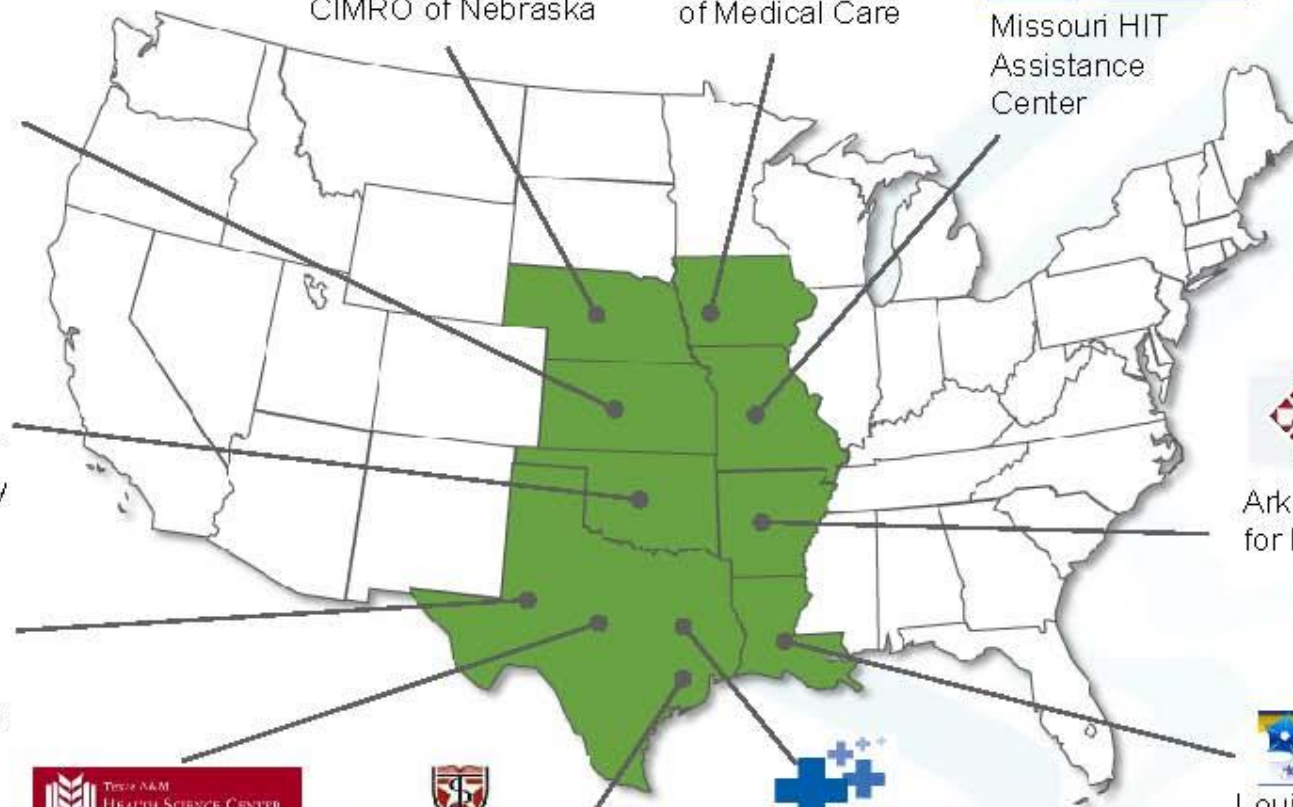 CIMRO of Nebraska
of Medical Care
Missouri HIT
Assistance
Center
y
Ark
for
Texas A&M
HEALTH SCIENCE CENTER
Loui